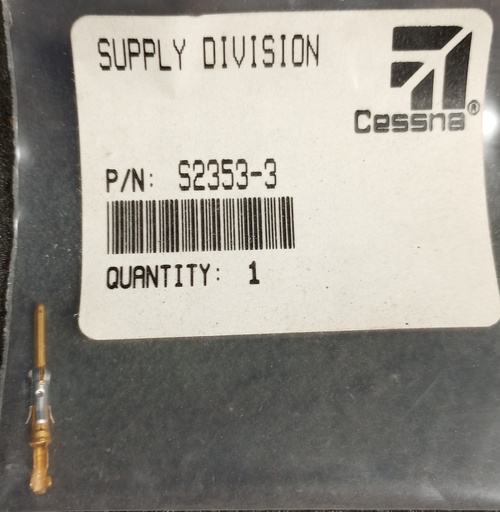 SUPPLY DIVISION
Cessna®
P/N: S2353-3
QUANTITY: 1